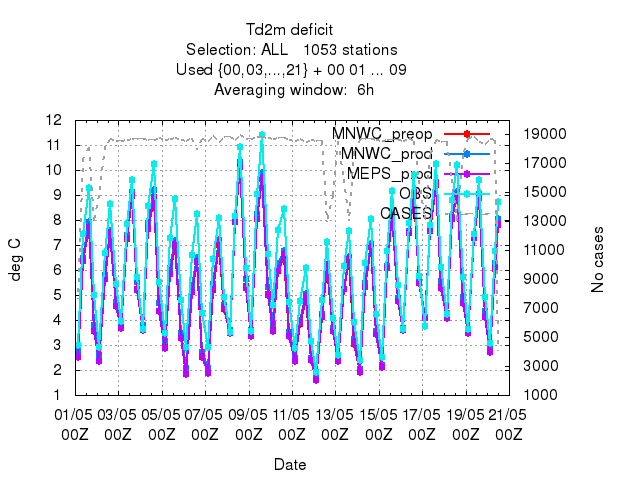 Td2m deficit
Selection: ALL   1053 stations
Used {00,03,...,21} + 00 01 ... 09
Averaging window:  6h
12
11
10
9
8
7
6
5
4
3
2
1
deg C
19000
17000
15000
13000
11000
9000
7000
5000
3000
1000
No cases
MNWC_preop
MNWC_prod
MEPS_prod
OBS
CASES
01/05 03/05 05/05 07/05 09/05 11/05 13/05 15/05 17/05 19/05 21/05
00Z 00Z 00Z 00Z 00Z 00Z 00Z 00Z 00Z 00Z 00Z
Date